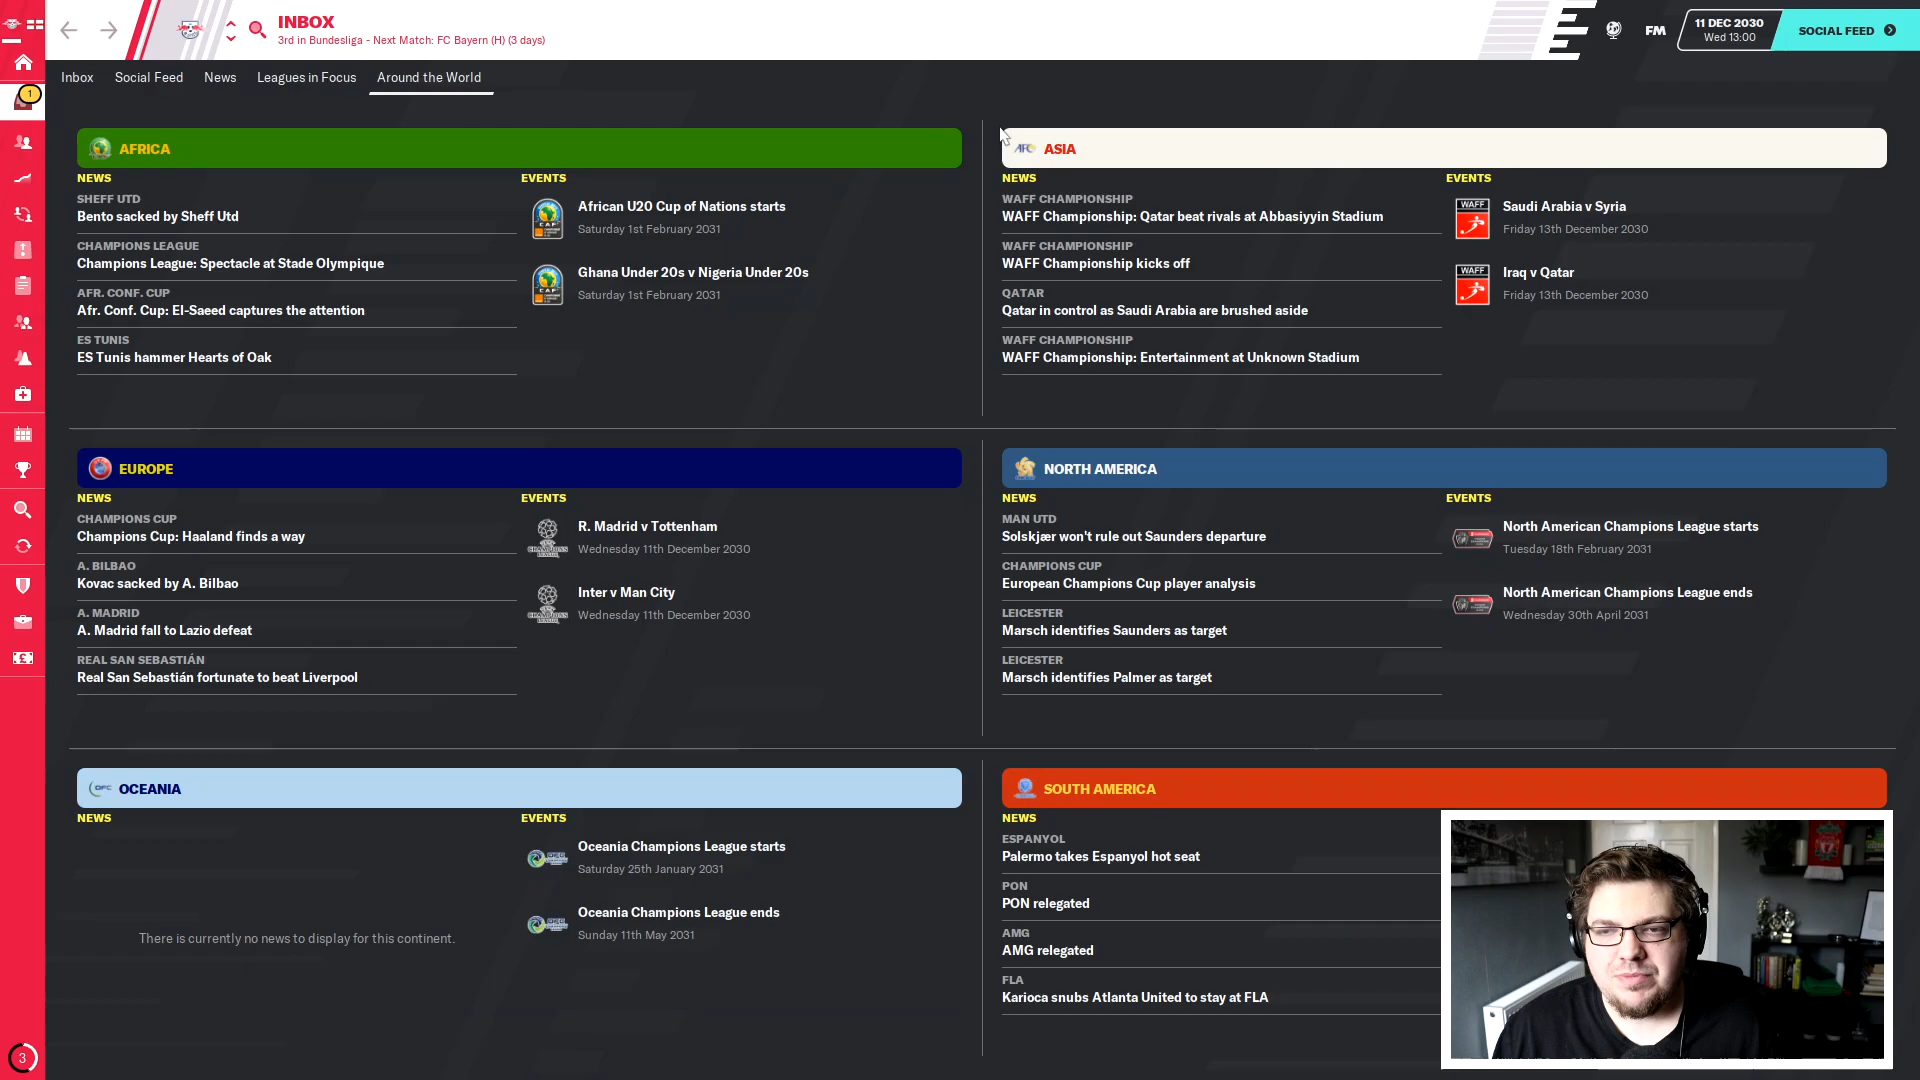 INBOX
3rd in Bundesliga - Next Match: FC Bayern (H) (3 days)
FM
11 DEC 2030
Wed 13:00
SOCIAL FEED
Inbox
Social Feed
News
Leagues in Focus
Around the World
1
AFRICA
NEWS
SHEFF UTD
Bento sacked by Sheff Utd
CHAMPIONS LEAGUE
Champions League: Spectacle at Stade Olympique
AFR. CONF. CUP
Afr. Conf. Cup: El-Saeed captures the attention
ES TUNIS
ES Tunis hammer Hearts of Oak
EVENTS
CAF
African U20 Cup of Nations starts
Saturday 1st February 2031
CAF
Ghana Under 20s v Nigeria Under 20s
Saturday 1st February 2031
AFC
ASIA
NEWS
WAFF CHAMPIONSHIP
WAFF Championship: Qatar beat rivals at Abbasiyyin Stadium
WAFF CHAMPIONSHIP
WAFF Championship kicks off
QATAR
Qatar in control as Saudi Arabia are brushed aside
WAFF CHAMPIONSHIP
WAFF Championship: Entertainment at Unknown Stadium
EVENTS
WAFF
Saudi Arabia v Syria
Friday 13th December 2030
WAFF
Iraq v Qatar
Friday 13th December 2030
EUROPE
NEWS
CHAMPIONS CUP
Champions Cup: Haaland finds a way
A. BILBAO
Kovac sacked by A. Bilbao
A. MADRID
A. Madrid fall to Lazio defeat
REAL SAN SEBASTIÁN
Real San Sebastián fortunate to beat Liverpool
EVENTS
CHAMPIONS LEAGUE
R. Madrid v Tottenham
Wednesday 11th December 2030
CHAMPIONS LEAGUE
Inter v Man City
Wednesday 11th December 2030
NORTH AMERICA
NEWS
MAN UTD
Solskjær won't rule out Saunders departure
CHAMPIONS CUP
European Champions Cup player analysis
LEICESTER
Marsch identifies Saunders as target
LEICESTER
Marsch identifies Palmer as target
EVENTS
North American Champions League starts
Tuesday 18th February 2031
North American Champions League ends
Wednesday 30th April 2031
OFC
OCEANIA
NEWS
There is currently no news to display for this continent.
EVENTS
Oceania Champions League starts
Saturday 25th January 2031
Oceania Champions League ends
Sunday 11th May 2031
SOUTH AMERICA
NEWS
ESPANYOL
Palermo takes Espanyol hot seat
PON
PON relegated
AMG
AMG relegated
FLA
Karioca snubs Atlanta United to stay at FLA
3